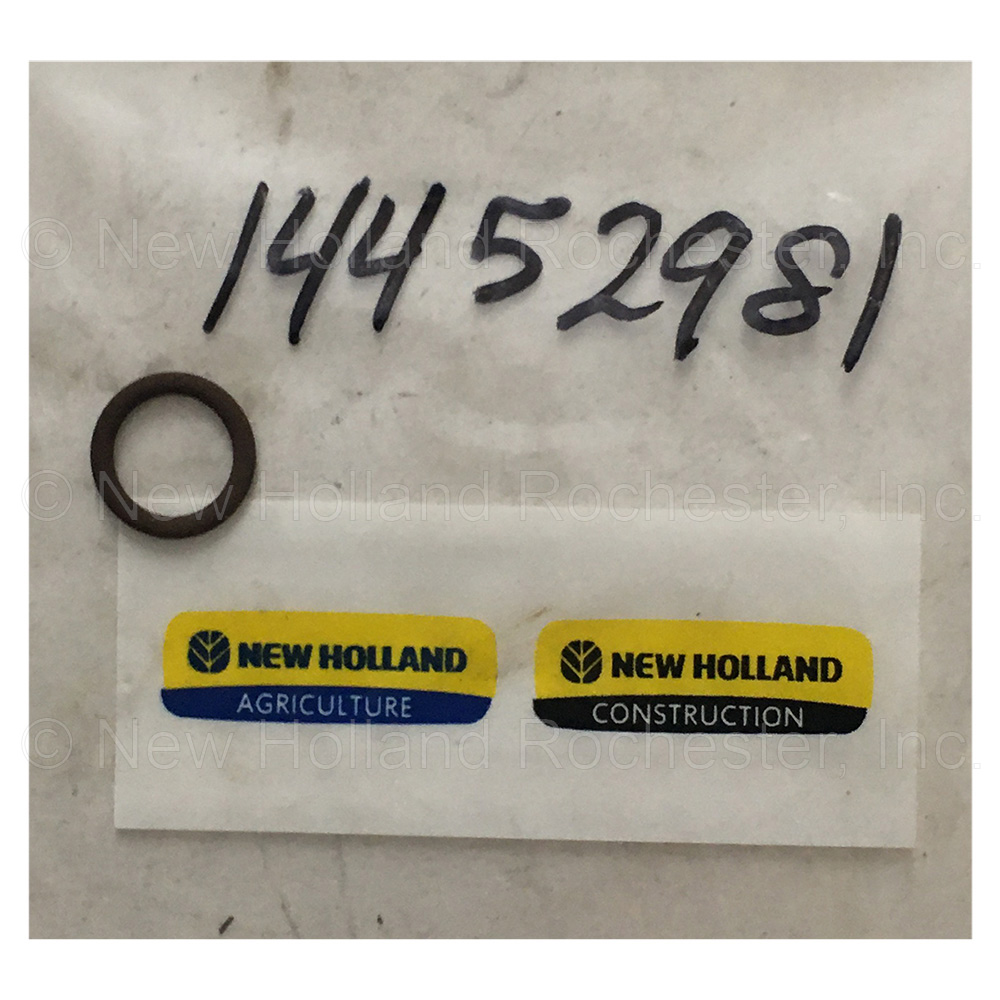 © New Holland Rochester, Inc.
14452981
© New Holland Rochester, Inc.
NEW HOLLAND
AGRICULTURE
NEW HOLLAND
CONSTRUCTION
© New Holland Rochester, Inc.